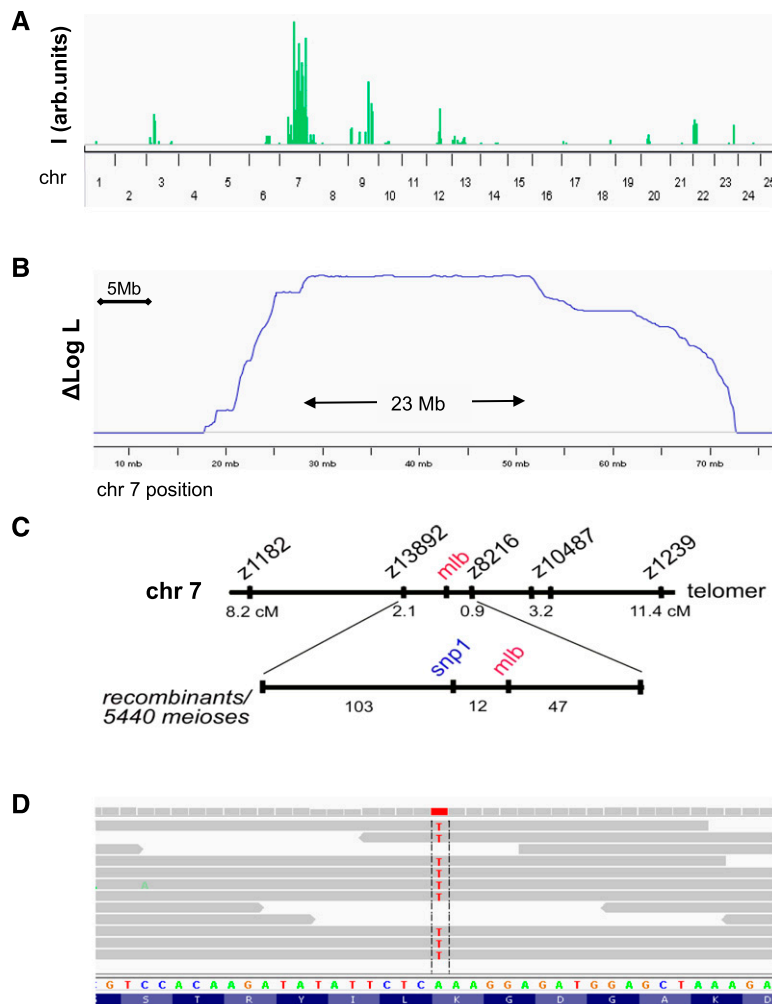 A
I (arb.units)
chr
1 2 3 4 5 6 7 8 9 10 11 12 13 14 15 16 17 18 19 20 21 22 23 24 25
B
5Mb
ΔLog L
23 Mb
10 mb 20 mb 30 mb 40 mb 50 mb 60 mb 70 mb
chr 7 position
C
z1182 z13892 mlb z8216 z10487 z1239
chr 7 telomer
8.2 cM 2.1 0.9 3.2 11.4 cM
snp1 mlb
recombinants/
5440 meioses
103 12 47
D
T
T
T
T
A T
T
T
T
T
GTCCACAAGATATATTCTCAAAGGAGATGGAGCTAAAGA
S T R Y I L K G D G A K